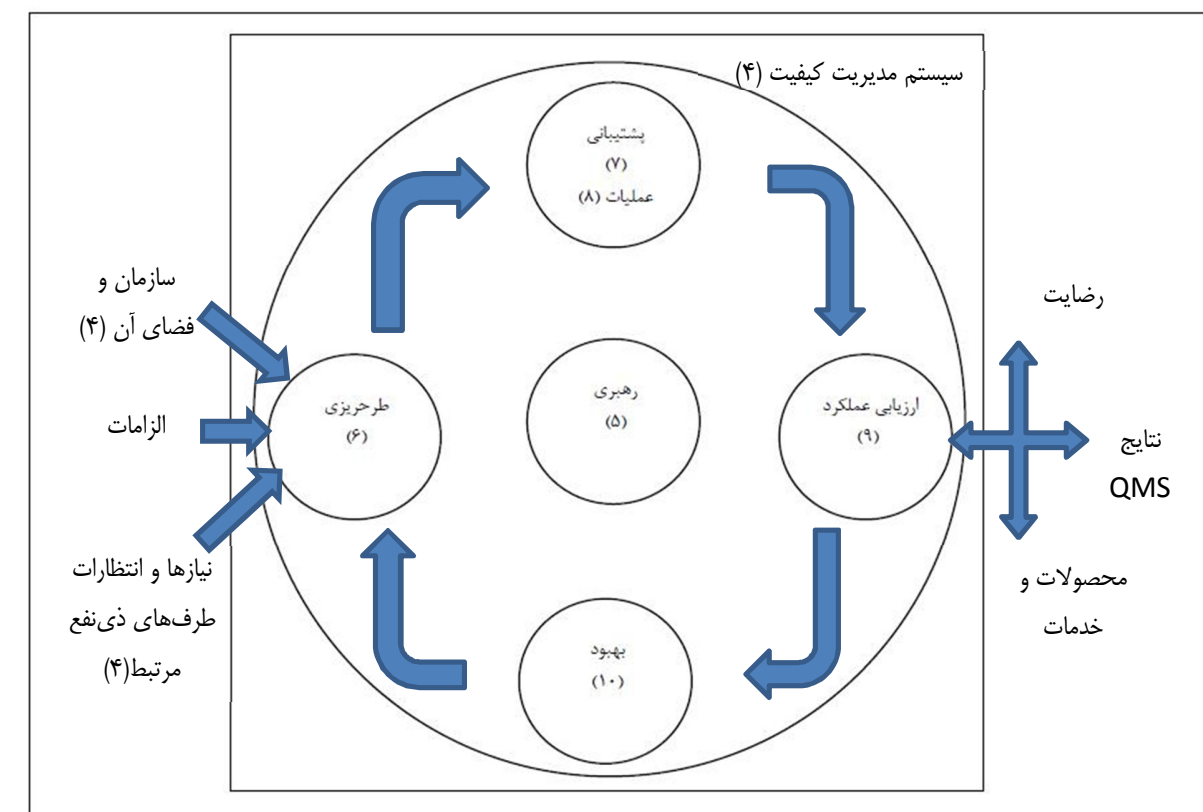 سیستم مدیریت کیفیت (۴)
پشتیبانی
(۷)
عملیات (۸)
سازمان و
فضای آن (۴)
رضایت
رهبری
(۵)
طرحریزی
(۶)
ارزیابی عملکرد
(۹)
الزامات
نتایج
QMS
نیازها و انتظارات
طرف‌های ذی‌نفع
مرتبط(۴)
محصولات و
خدمات
بهبود
(۱۰)